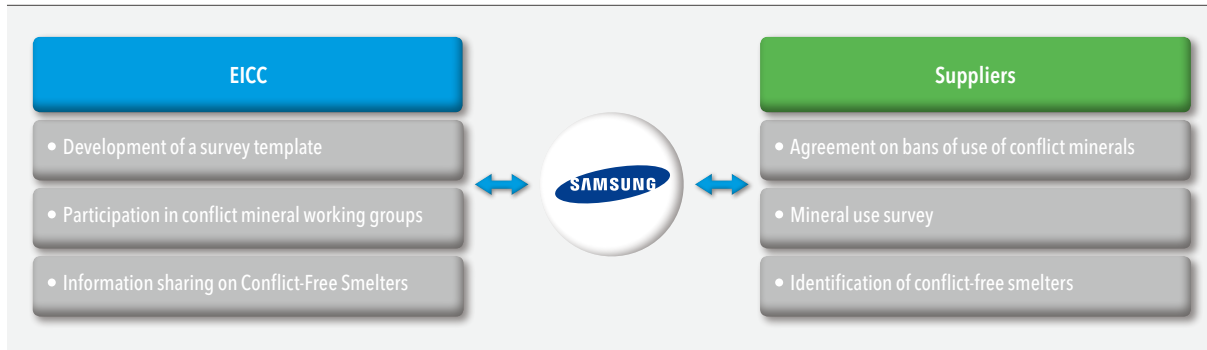 EICC
• Development of a survey template
• Participation in conflict mineral working groups
• Information sharing on Conflict-Free Smelters
SAMSUNG
Suppliers
• Agreement on bans of use of conflict minerals
• Mineral use survey
• Identification of conflict-free smelters